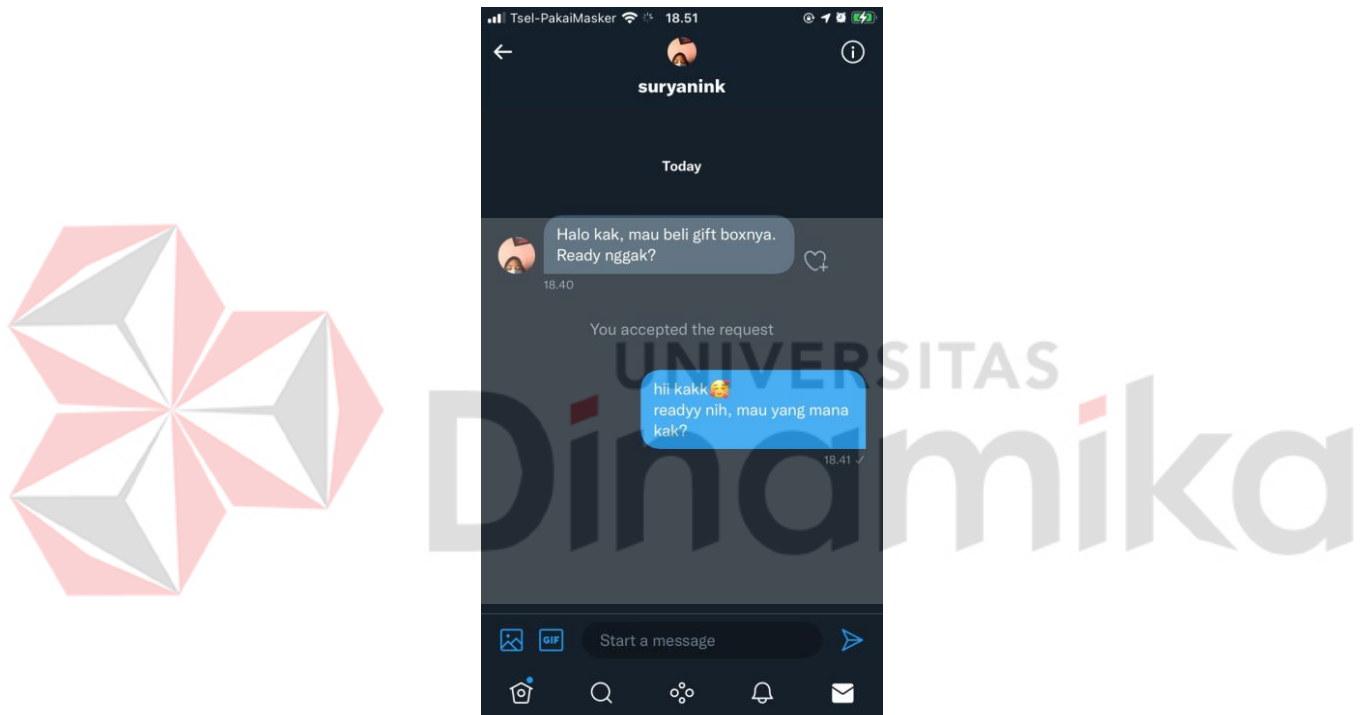 Tsel-PakaiMasker 18.51
suryanink
Today
Halo kak, mau beli gift boxnya.
Ready nggak?
18.40
You accepted the request
UNIVERSITAS
Dinamika
hii kakk🥰
readyy nih, mau yang mana
kak?
18.41 ✓
GIF
Start a message